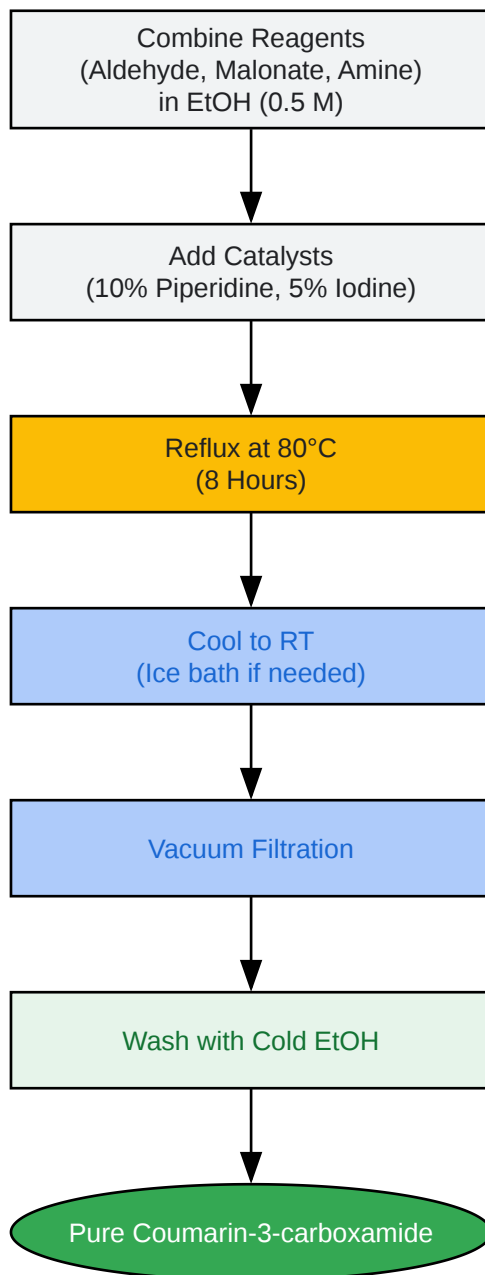 Combine Reagents
(Aldehyde, Malonate, Amine)
in EtOH (0.5 M)
Add Catalysts
(10% Piperidine, 5% Iodine)
Reflux at 80°C
(8 Hours)
Cool to RT
(Ice bath if needed)
Vacuum Filtration
Wash with Cold EtOH
Pure Coumarin-3-carboxamide